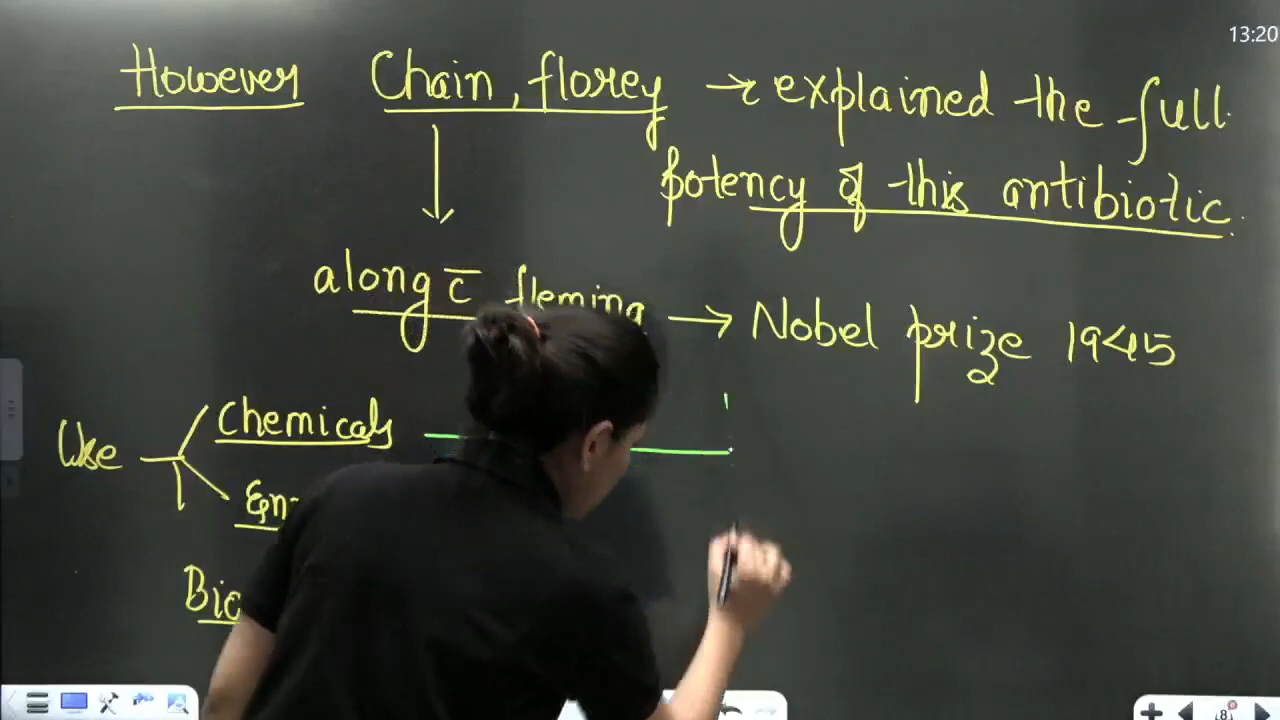 13:20
However Chain, florey → explained the full
potency of this antibiotic.
along c̄ fleming → Nobel prize 1945
Use Chemicals